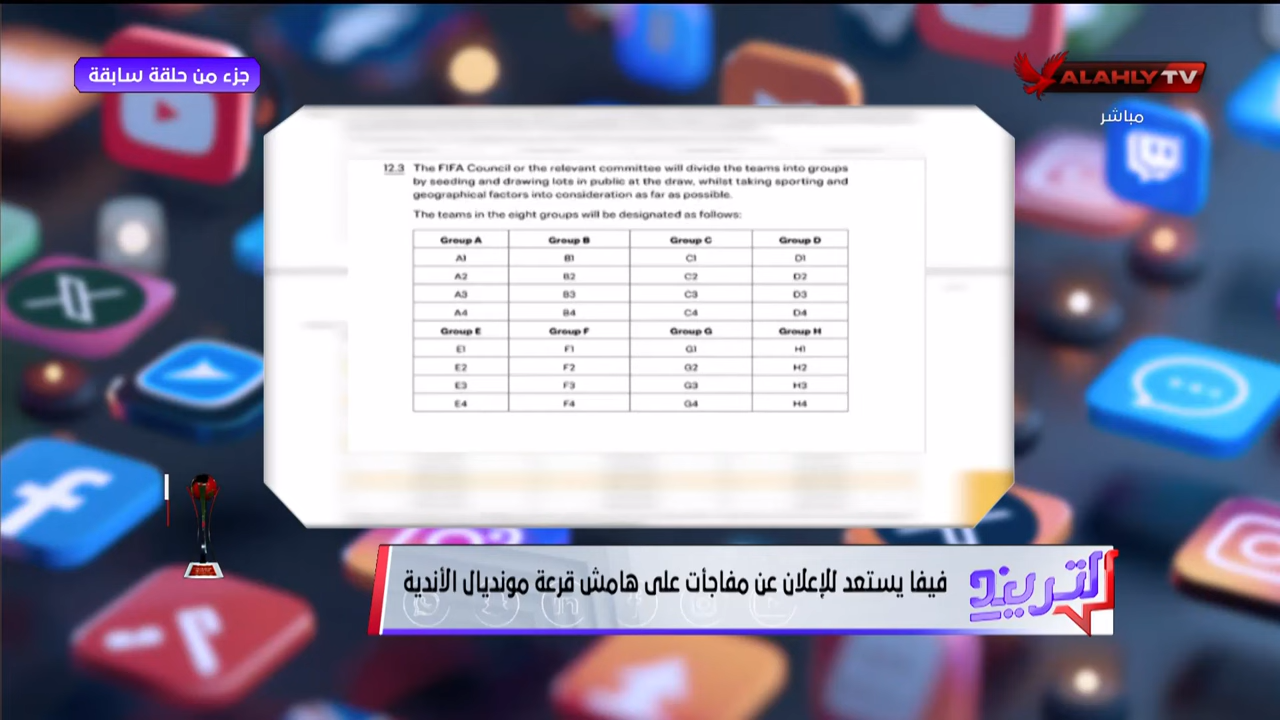 جزء من حلقة سابقة
ALAHLY TV
مباشر
12.3 The FIFA Council or the relevant committee will divide the teams into groups
by seeding and drawing lots in public at the draw, whilst taking sporting and
geographical factors into consideration as far as possible.
The teams in the eight groups will be designated as follows:
Group A Group B Group C Group D
A1 B1 C1 D1
A2 B2 C2 D2
A3 B3 C3 D3
A4 B4 C4 D4
Group E Group F Group G Group H
E1 F1 G1 H1
E2 F2 G2 H2
E3 F3 G3 H3
E4 F4 G4 H4
التريند
فيفا يستعد للإعلان عن مفاجآت على هامش قرعة مونديال الأندية